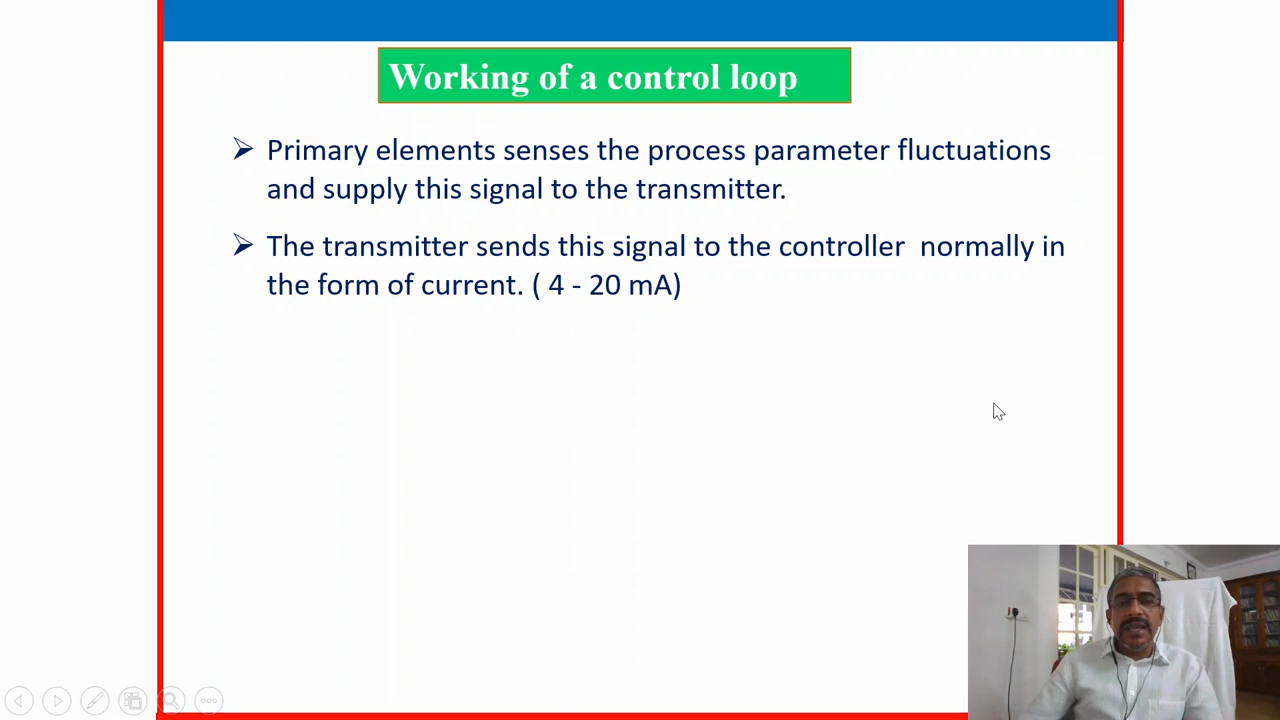 Working of a control loop
Primary elements senses the process parameter fluctuations
and supply this signal to the transmitter.
The transmitter sends this signal to the controller  normally in
the form of current. ( 4 - 20 mA)